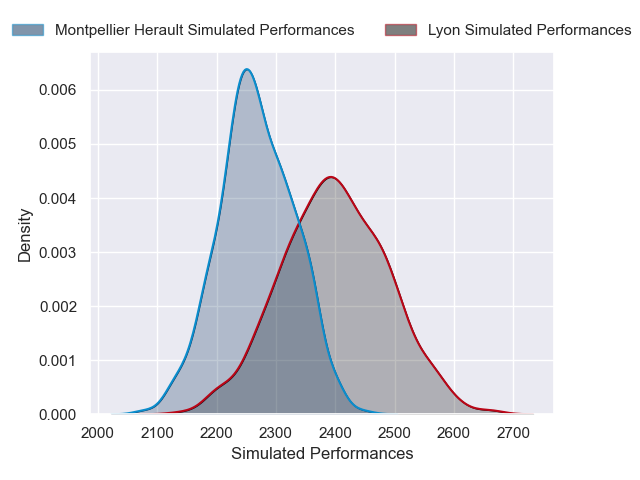 Montpellier Herault Simulated Performances Lyon Simulated Performances
0.006
0.005
0.004
0.003
0.002
0.001
0.000
Density
2000 2100 2200 2300 2400 2500 2600 2700
Simulated Performances